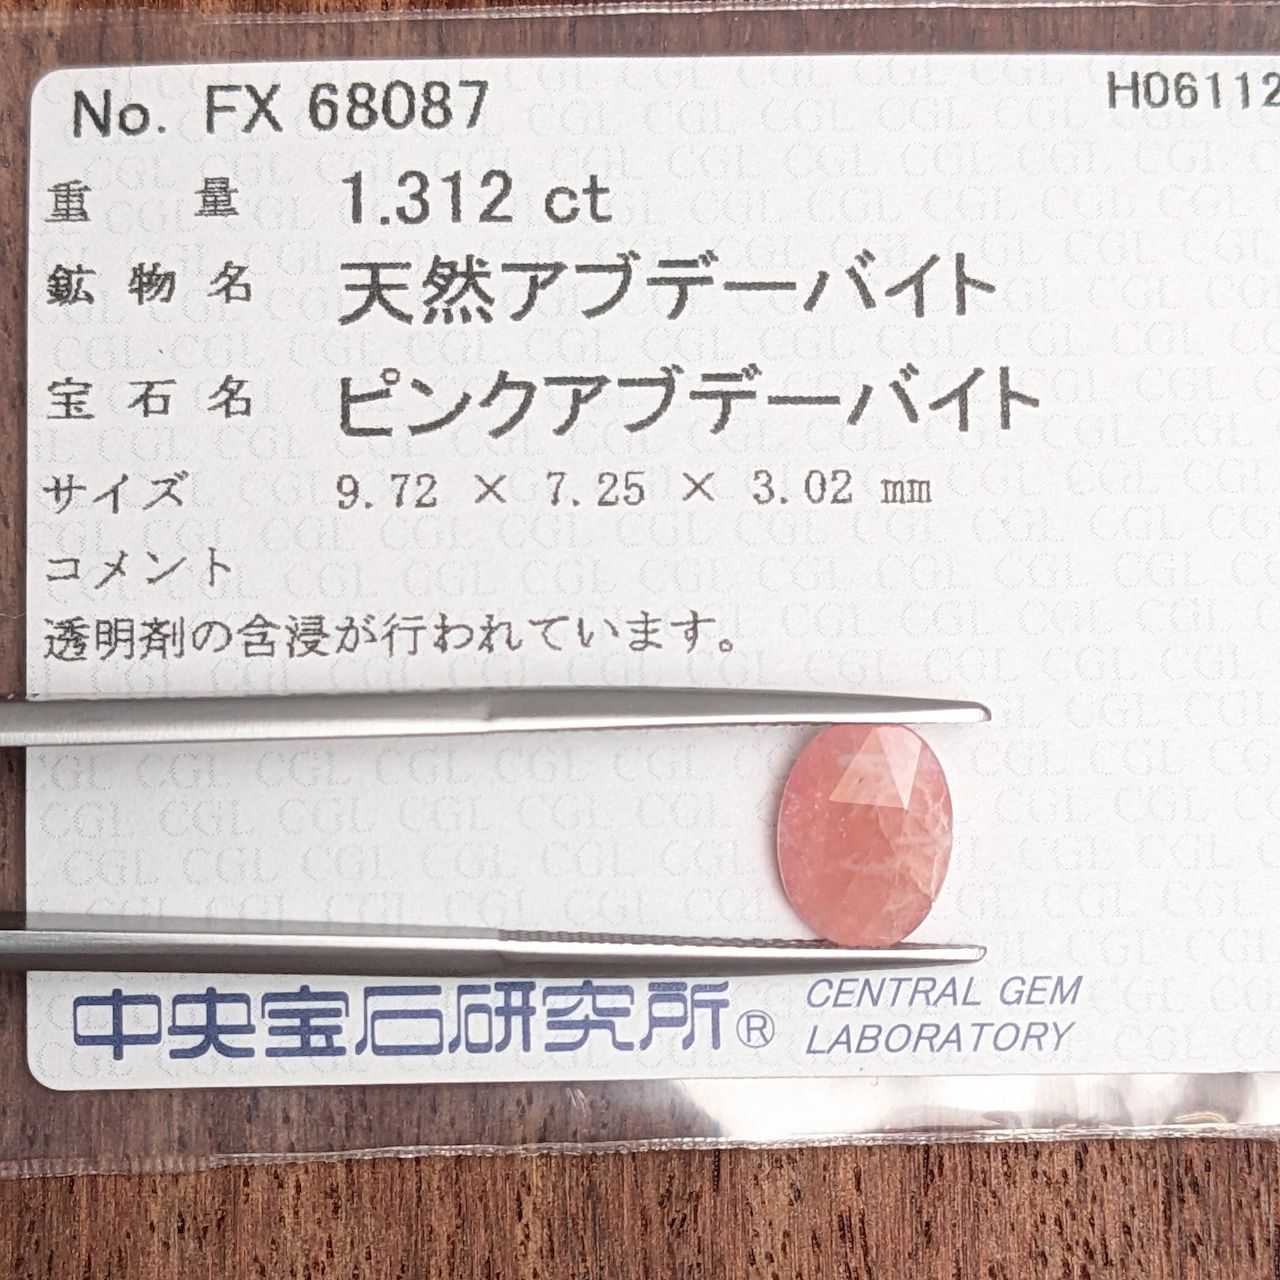 No. FX 68087 H06112
重量 1.312 ct
鉱物名 天然アブデーバイト
宝石名 ピンクアブデーバイト
サイズ 9.72 × 7.25 × 3.02 mm
コメント
透明剤の含浸が行われています。
中央宝石研究所® CENTRAL GEM
LABORATORY